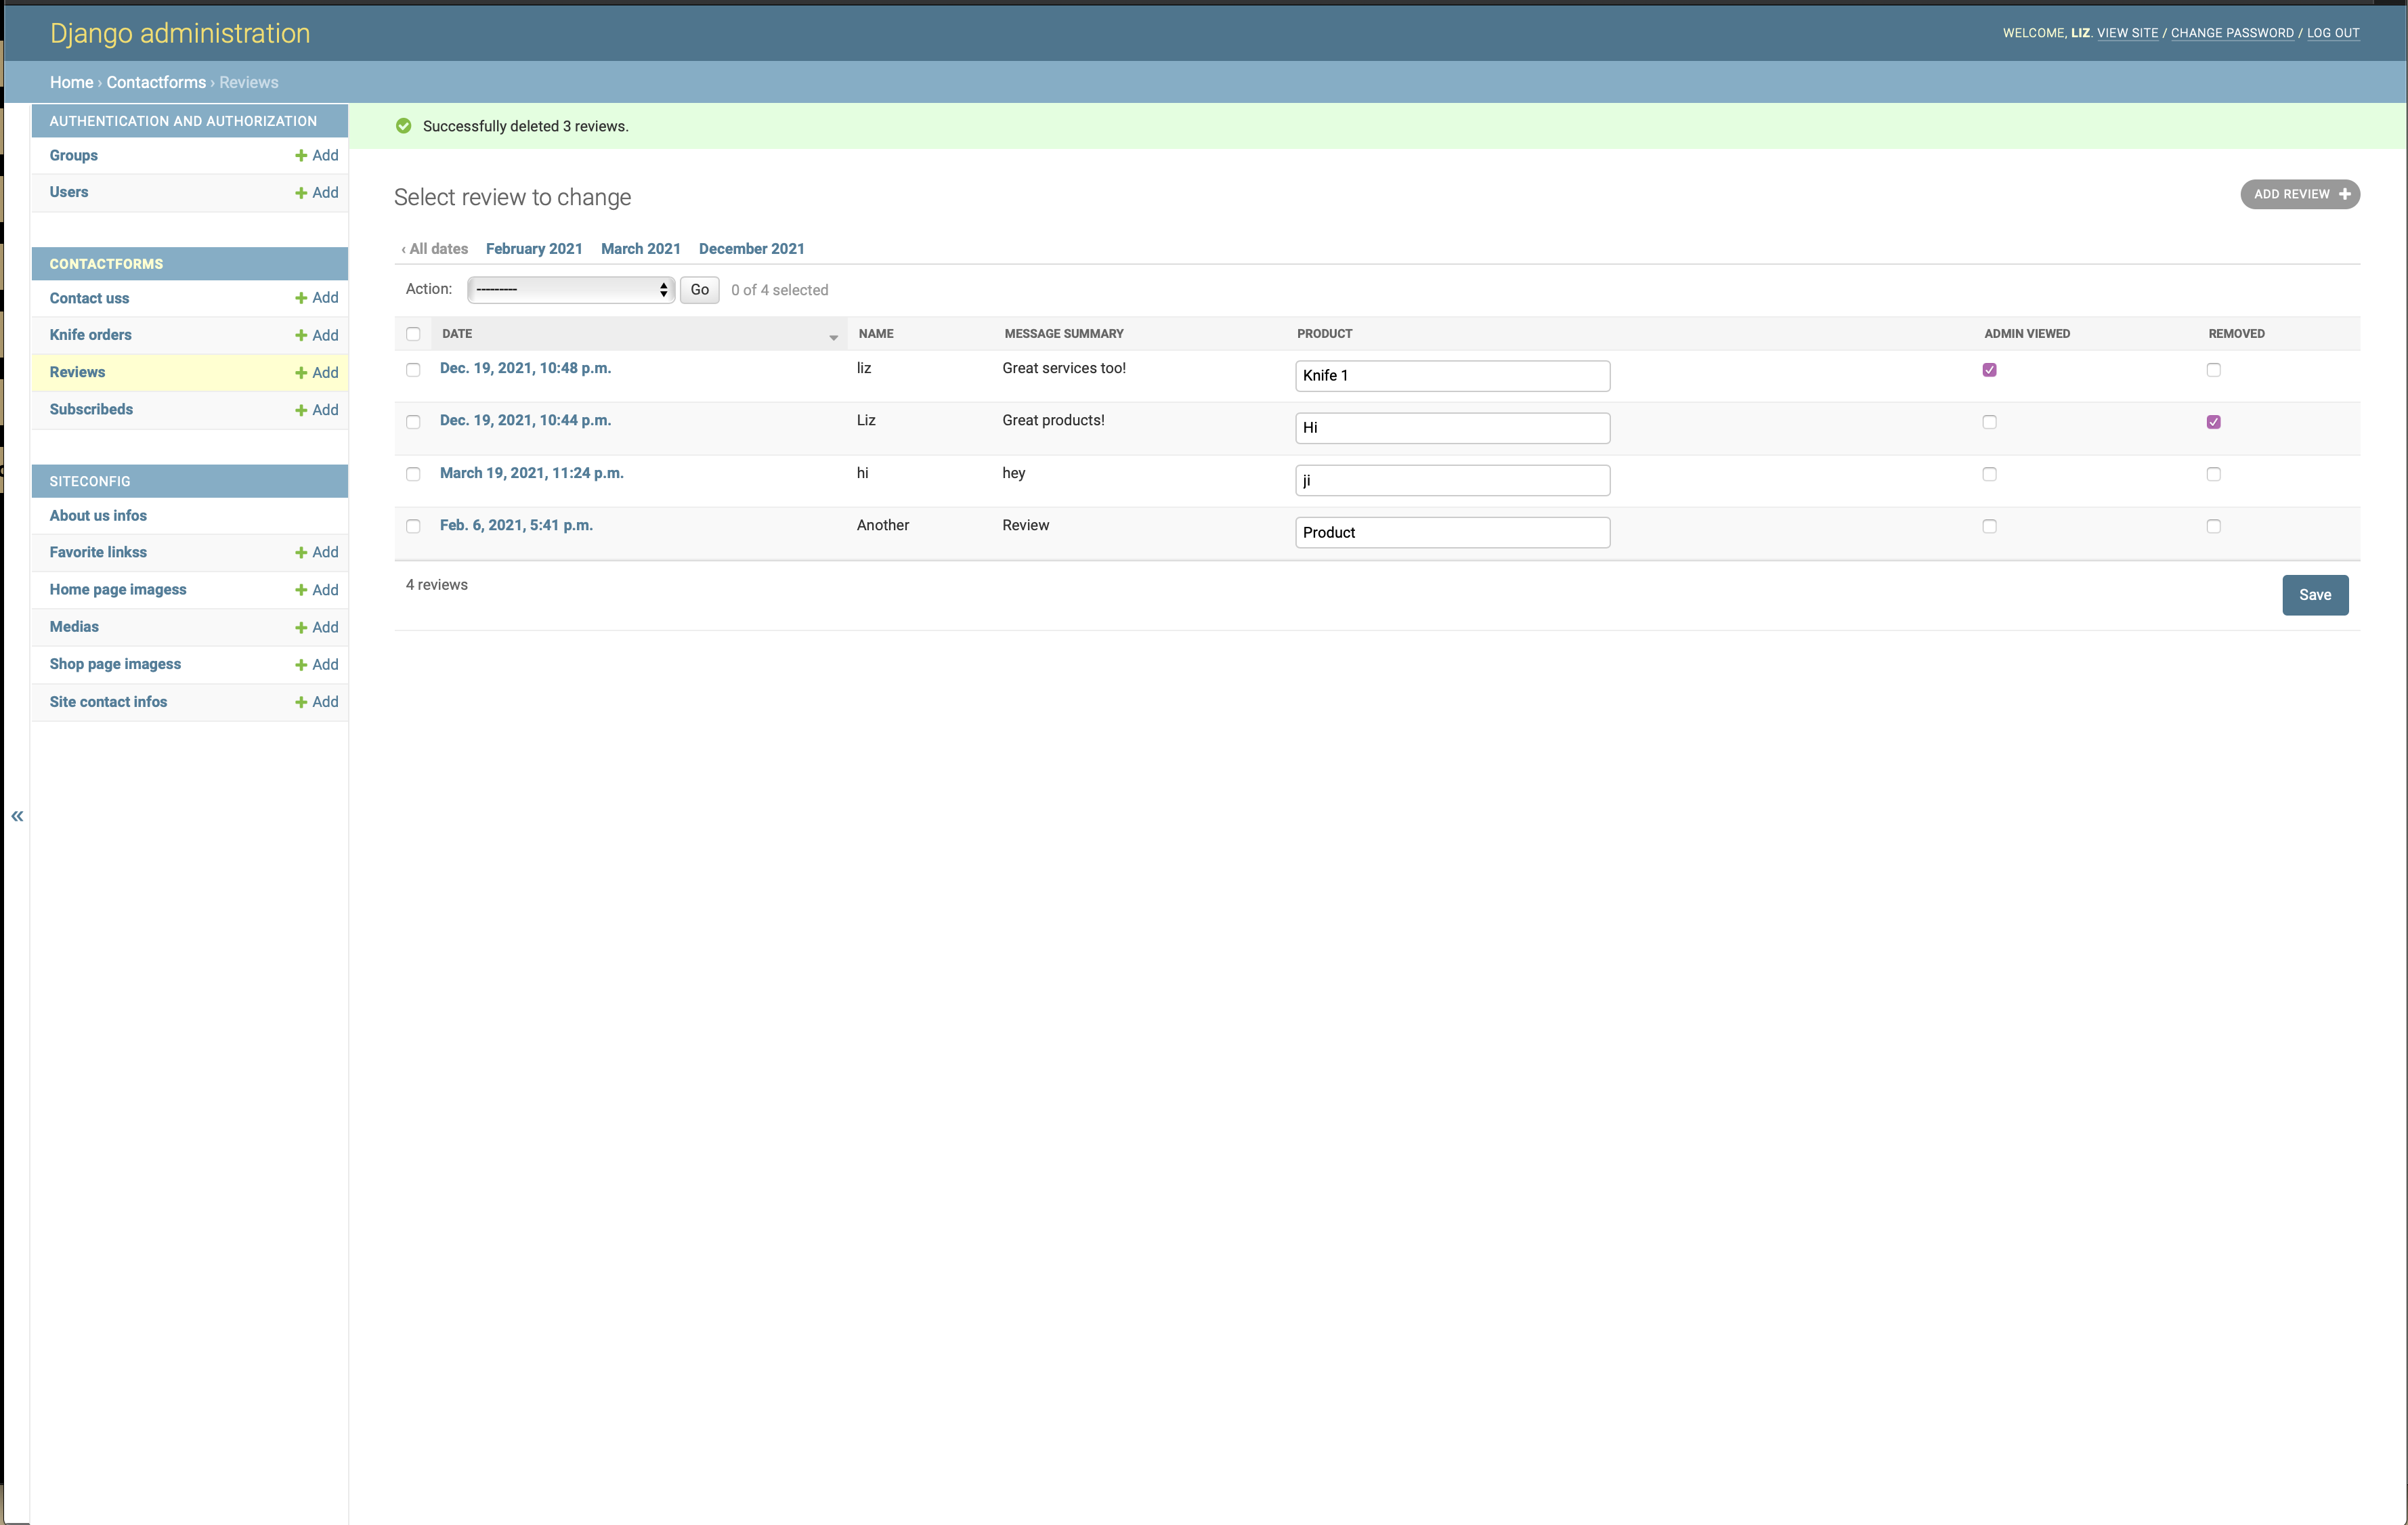 Django administration
WELCOME, LIZ. VIEW SITE / CHANGE PASSWORD / LOG OUT
Home › Contactforms › Reviews
AUTHENTICATION AND AUTHORIZATION
Groups Add
Users Add
CONTACTFORMS
Contact uss Add
Knife orders Add
Reviews Add
Subscribeds Add
SITECONFIG
About us infos
Favorite linkss Add
Home page imagess Add
Medias Add
Shop page imagess Add
Site contact infos Add
«
Successfully deleted 3 reviews.
Select review to change
ADD REVIEW
‹ All dates February 2021 March 2021 December 2021
Action: --------- Go 0 of 4 selected
DATE NAME MESSAGE SUMMARY PRODUCT ADMIN VIEWED REMOVED
Dec. 19, 2021, 10:48 p.m. liz Great services too! Knife 1
Dec. 19, 2021, 10:44 p.m. Liz Great products! Hi
March 19, 2021, 11:24 p.m. hi hey ji
Feb. 6, 2021, 5:41 p.m. Another Review Product
4 reviews
Save